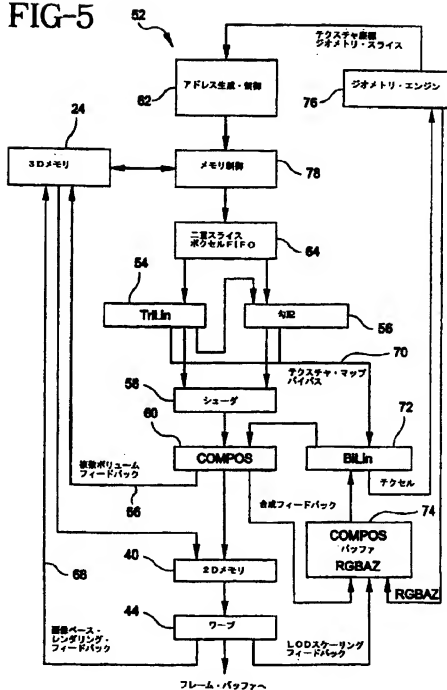 FIG-5
52
テクスチャ座標
ジオメトリ・スライス
アドレス生成・制御
62
ジオメトリ・エンジン
76
24
3Dメモリ
メモリ制御
78
二重スライス
ボクセルFIFO
64
54
TriLin
勾配
56
70
テクスチャ・マップ
バイパス
58
シェーダ
60
COMPOS
72
BiLin
複数ボリューム
フィードバック
66
テクセル
合成フィードバック
74
COMPOS
バッファ
RGBAZ
RGBAZ
68
40
2Dメモリ
44
ワープ
画像ベース・
レンダリング・
フィードバック
LODスケーリング
フィードバック
フレーム・バッファへ